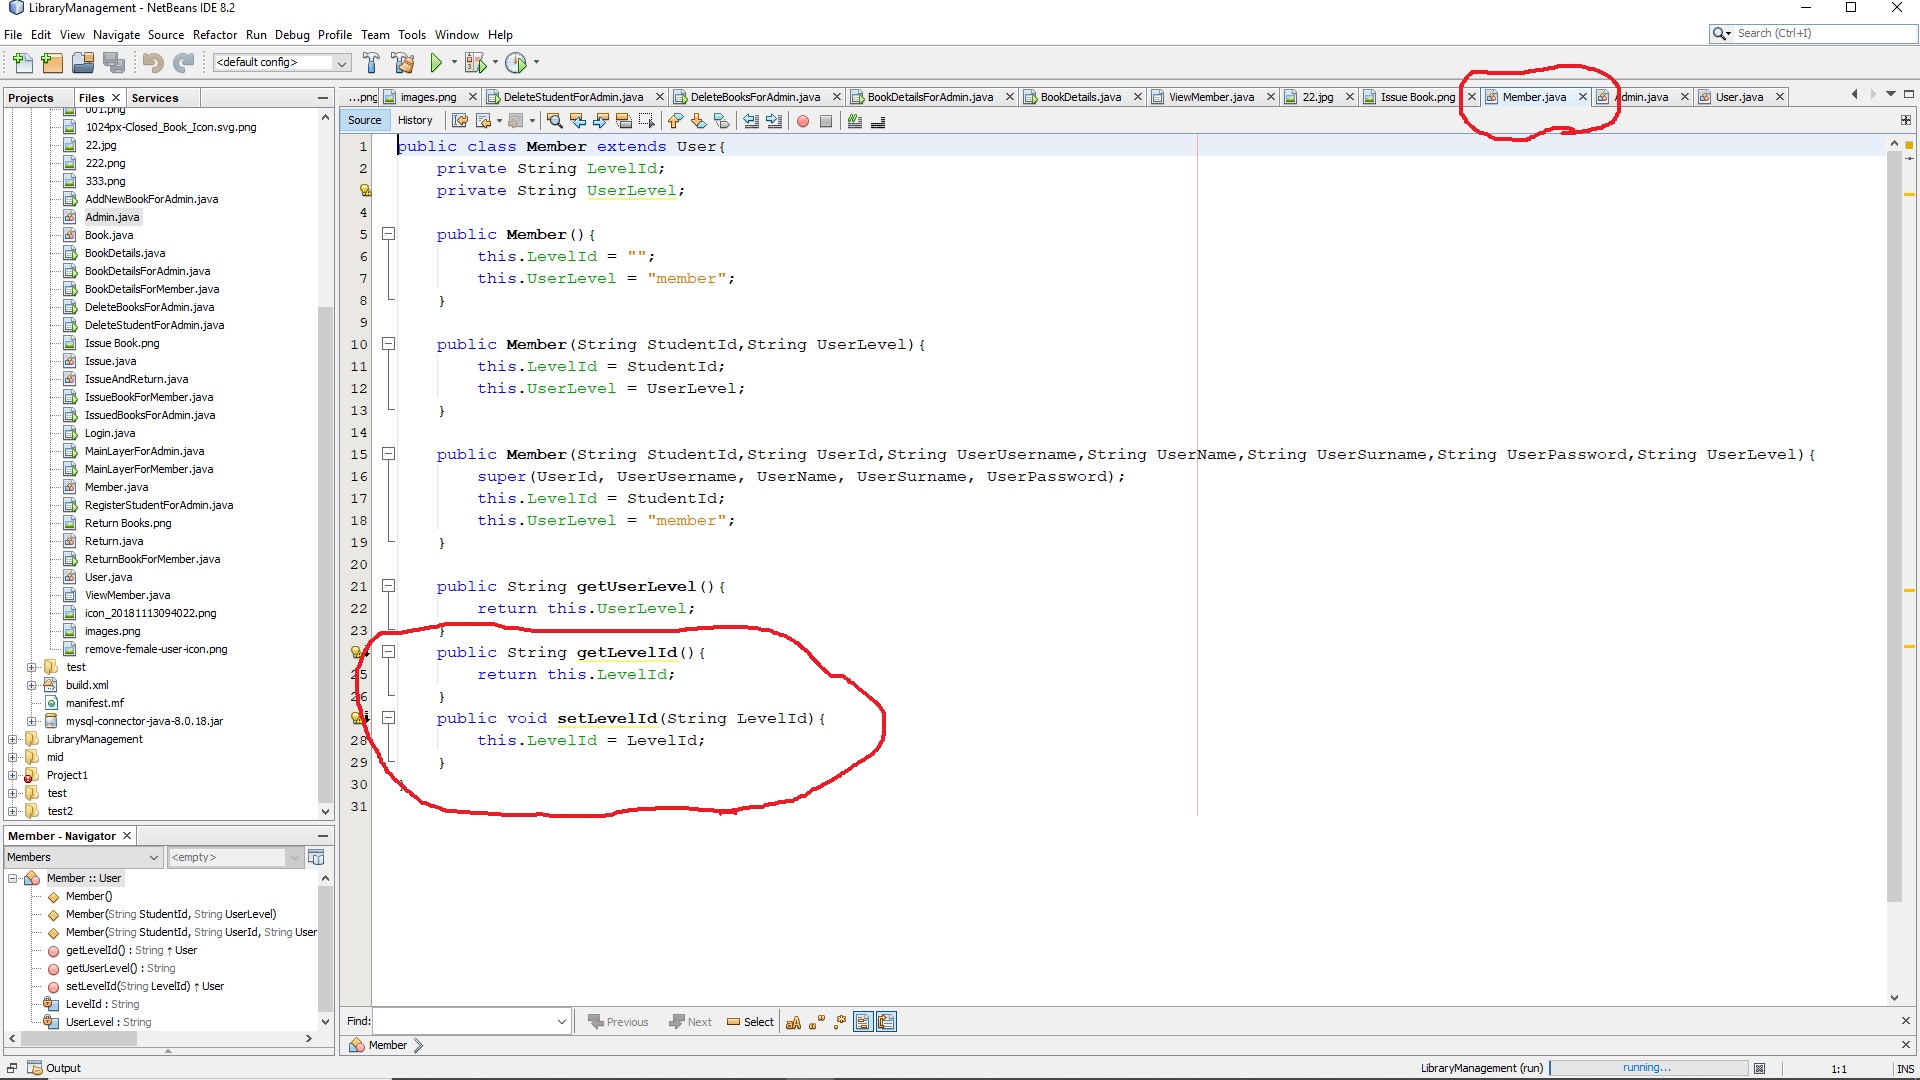 LibraryManagement - NetBeans IDE 8.2
File Edit View Navigate Source Refactor Run Debug Profile Team Tools Window Help
Search (Ctrl+I)
<default config>
Projects Files Services
...png images.png DeleteStudentForAdmin.java DeleteBooksForAdmin.java BookDetailsForAdmin.java BookDetails.java ViewMember.java 22.jpg Issue Book.png Member.java Admin.java User.java
Source History
001.png
1024px-Closed_Book_Icon.svg.png
22.jpg
222.png
333.png
AddNewBookForAdmin.java
Admin.java
Book.java
BookDetails.java
BookDetailsForAdmin.java
BookDetailsForMember.java
DeleteBooksForAdmin.java
DeleteStudentForAdmin.java
Issue Book.png
Issue.java
IssueAndReturn.java
IssueBookForMember.java
IssuedBooksForAdmin.java
Login.java
MainLayerForAdmin.java
MainLayerForMember.java
Member.java
RegisterStudentForAdmin.java
Return Books.png
Return.java
ReturnBookForMember.java
User.java
ViewMember.java
icon_20181113094022.png
images.png
remove-female-user-icon.png
test
build.xml
manifest.mf
mysql-connector-java-8.0.18.jar
LibraryManagement
mid
Project1
test
test2
1 public class Member extends User{
2 private String LevelId;
private String UserLevel;
4
5 public Member(){
6 this.LevelId = "";
7 this.UserLevel = "member";
8 }
9
10 public Member(String StudentId,String UserLevel){
11 this.LevelId = StudentId;
12 this.UserLevel = UserLevel;
13 }
14
15 public Member(String StudentId,String UserId,String UserUsername,String UserName,String UserSurname,String UserPassword,String UserLevel){
16 super(UserId, UserUsername, UserName, UserSurname, UserPassword);
17 this.LevelId = StudentId;
18 this.UserLevel = "member";
19 }
20
21 public String getUserLevel(){
22 return this.UserLevel;
23 }
public String getLevelId(){
25 return this.LevelId;
26 }
public void setLevelId(String LevelId){
28 this.LevelId = LevelId;
29 }
30 }
31
Member - Navigator
Members <empty>
Member :: User
Member()
Member(String StudentId, String UserLevel)
Member(String StudentId, String UserId, String User
getLevelId() : String ↑ User
getUserLevel() : String
setLevelId(String LevelId) ↑ User
LevelId : String
UserLevel : String
Find: Previous Next Select
Member
Output
LibraryManagement (run) running... 1:1 INS